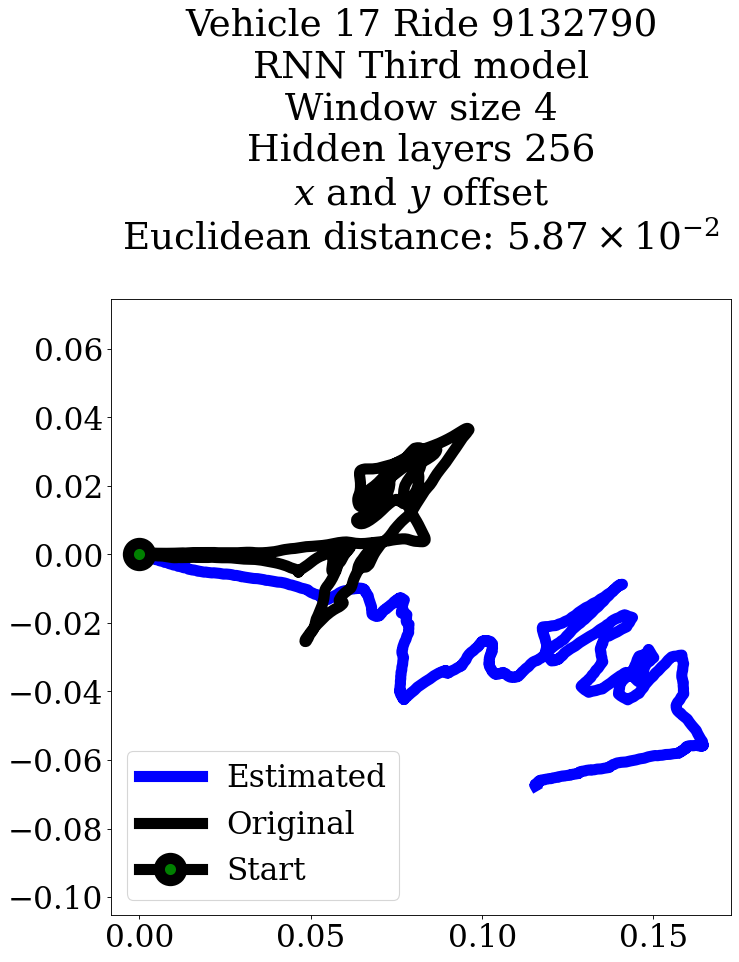 Vehicle 17 Ride 9132790
RNN Third model
Window size 4
Hidden layers 256
x and y offset
Euclidean distance: 5.87 × 10⁻²
0.06
0.04
0.02
0.00
−0.02
−0.04
−0.06
−0.08
−0.10
Estimated
Original
Start
0.00 0.05 0.10 0.15